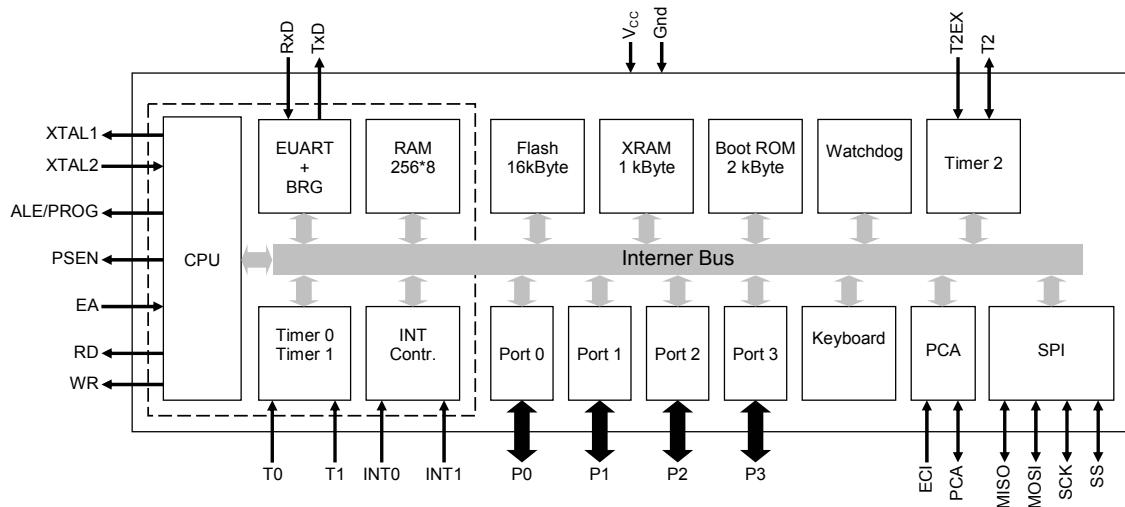 RxD
TxD
VCC
Gnd
T2EX
T2
XTAL1
XTAL2
ALE/PROG
PSEN
EA
RD
WR
CPU
EUART
+
BRG
RAM
256*8
Flash
16kByte
XRAM
1 kByte
Boot ROM
2 kByte
Watchdog
Timer 2
Interner Bus
Timer 0
Timer 1
INT
Contr.
Port 0
Port 1
Port 2
Port 3
Keyboard
PCA
SPI
T0
T1
INT0
INT1
P0
P1
P2
P3
ECI
PCA
MISO
MOSI
SCK
SS